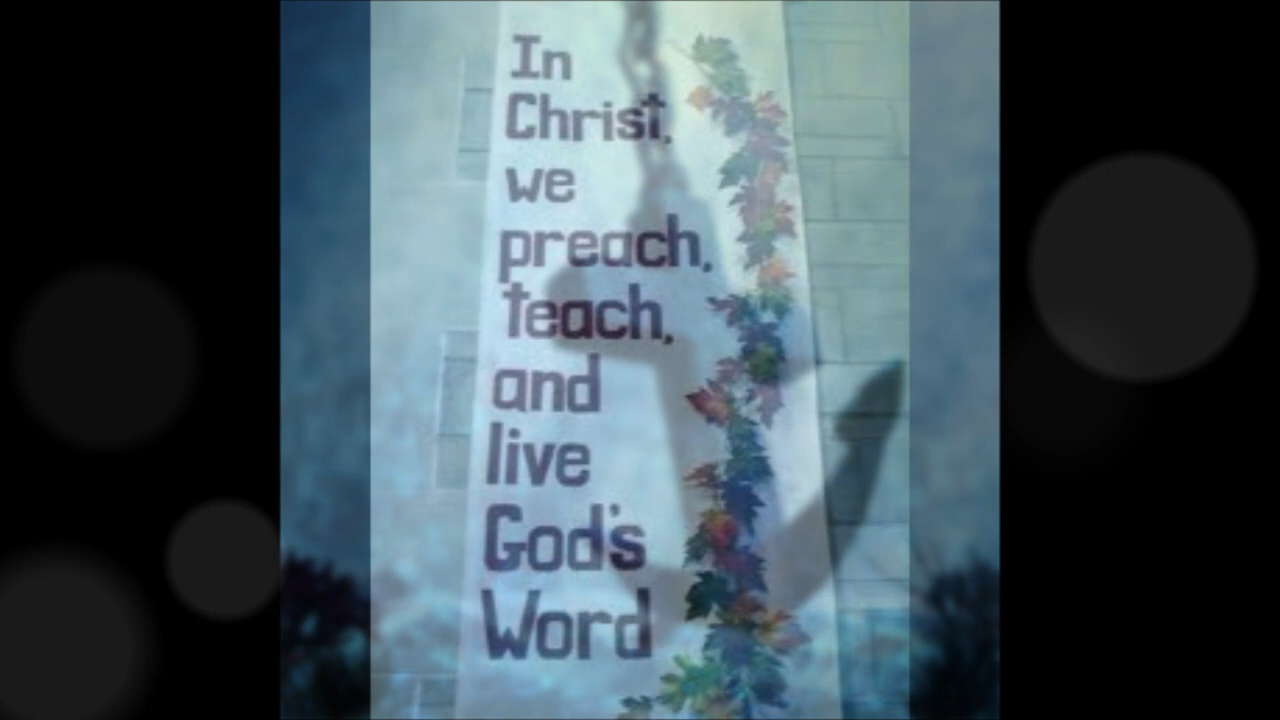 In
Christ,
we
preach,
teach,
and
live
God's
Word